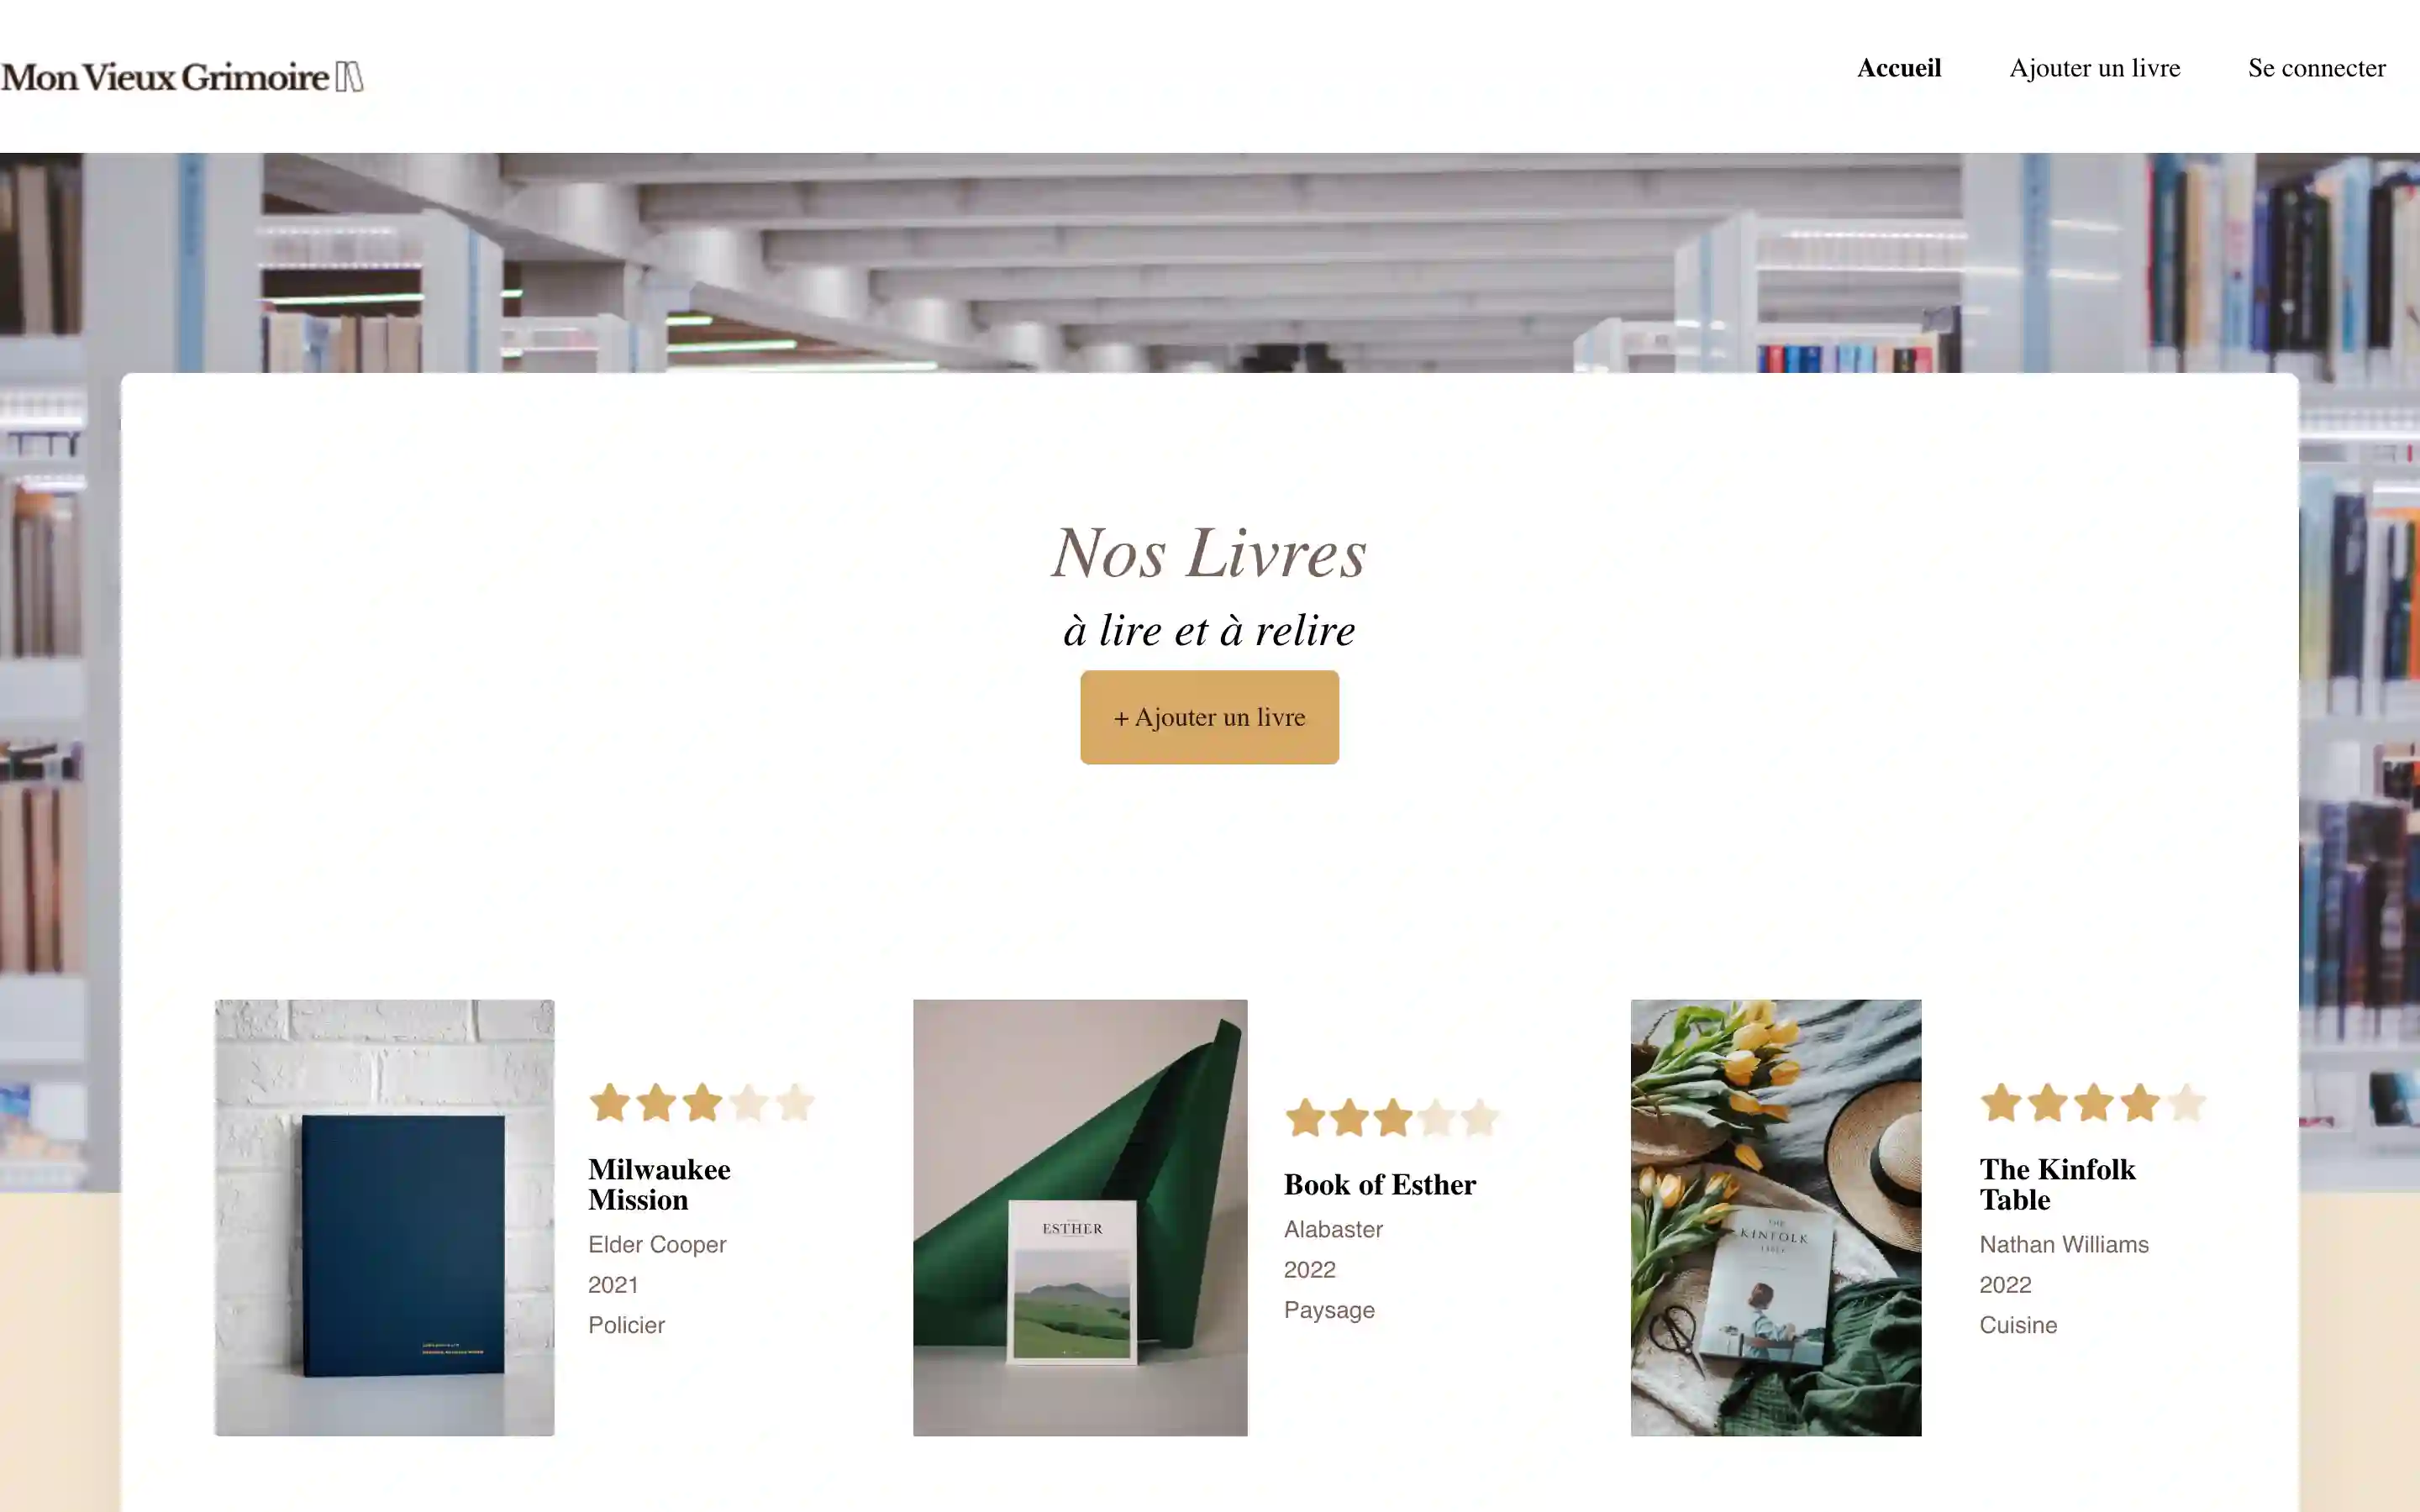 Mon Vieux Grimoire
Accueil
Ajouter un livre
Se connecter
Nos Livres
à lire et à relire
+ Ajouter un livre
Milwaukee
Mission
Elder Cooper
2021
Policier
ESTHER
Book of Esther
Alabaster
2022
Paysage
THE
KINFOLK
TABLE
The Kinfolk
Table
Nathan Williams
2022
Cuisine